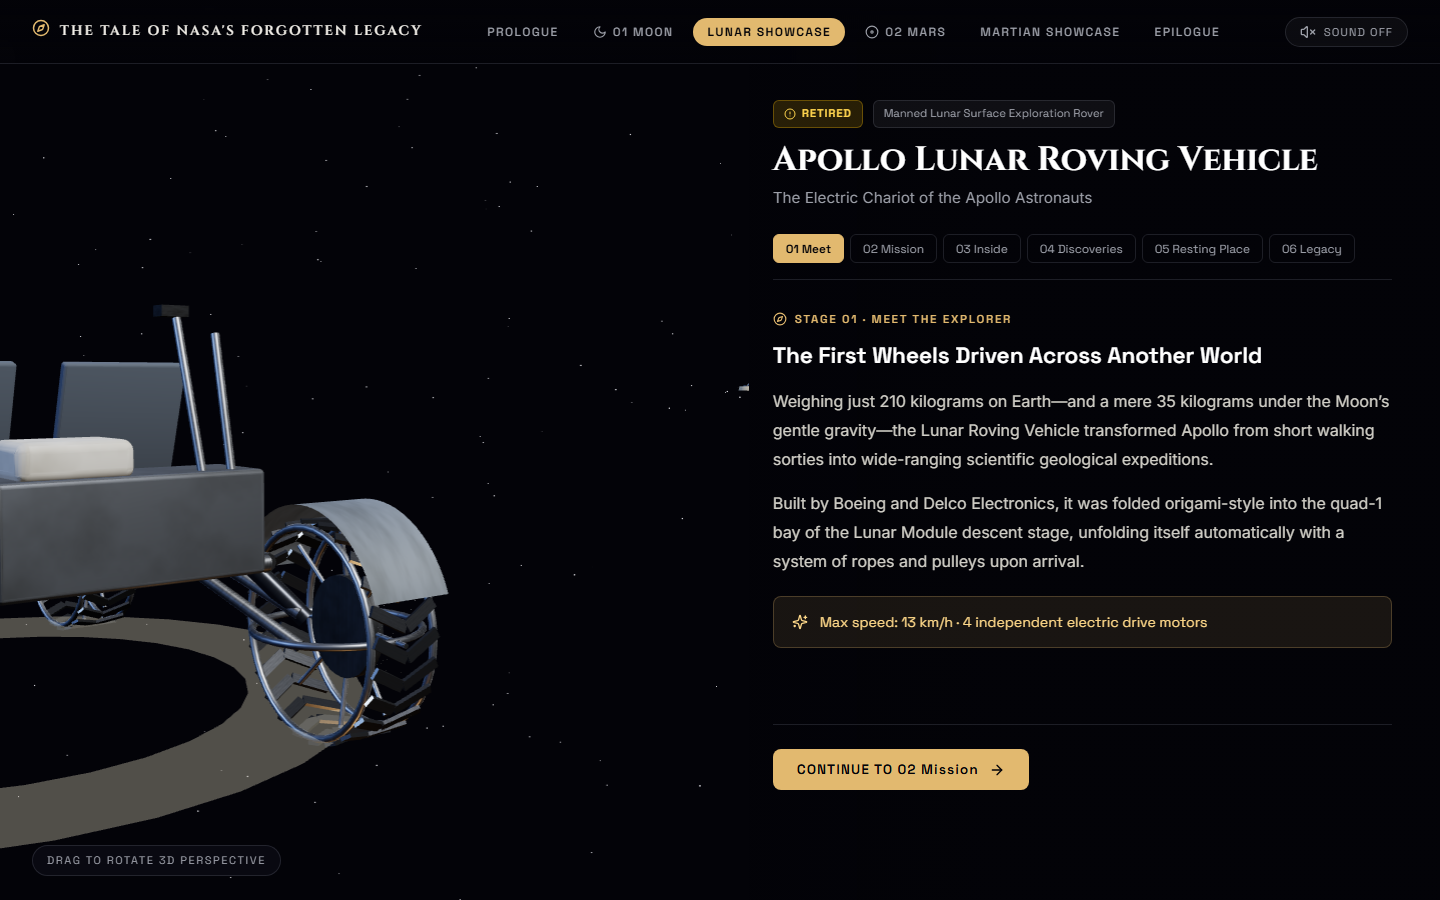 THE TALE OF NASA'S FORGOTTEN LEGACY
PROLOGUE
01 MOON
LUNAR SHOWCASE
02 MARS
MARTIAN SHOWCASE
EPILOGUE
SOUND OFF
RETIRED
Manned Lunar Surface Exploration Rover
APOLLO LUNAR ROVING VEHICLE
The Electric Chariot of the Apollo Astronauts
01 Meet
02 Mission
03 Inside
04 Discoveries
05 Resting Place
06 Legacy
STAGE 01 · MEET THE EXPLORER
The First Wheels Driven Across Another World
Weighing just 210 kilograms on Earth—and a mere 35 kilograms under the Moon’s
gentle gravity—the Lunar Roving Vehicle transformed Apollo from short walking
sorties into wide-ranging scientific geological expeditions.
Built by Boeing and Delco Electronics, it was folded origami-style into the quad-1
bay of the Lunar Module descent stage, unfolding itself automatically with a
system of ropes and pulleys upon arrival.
Max speed: 13 km/h · 4 independent electric drive motors
CONTINUE TO 02 Mission
DRAG TO ROTATE 3D PERSPECTIVE